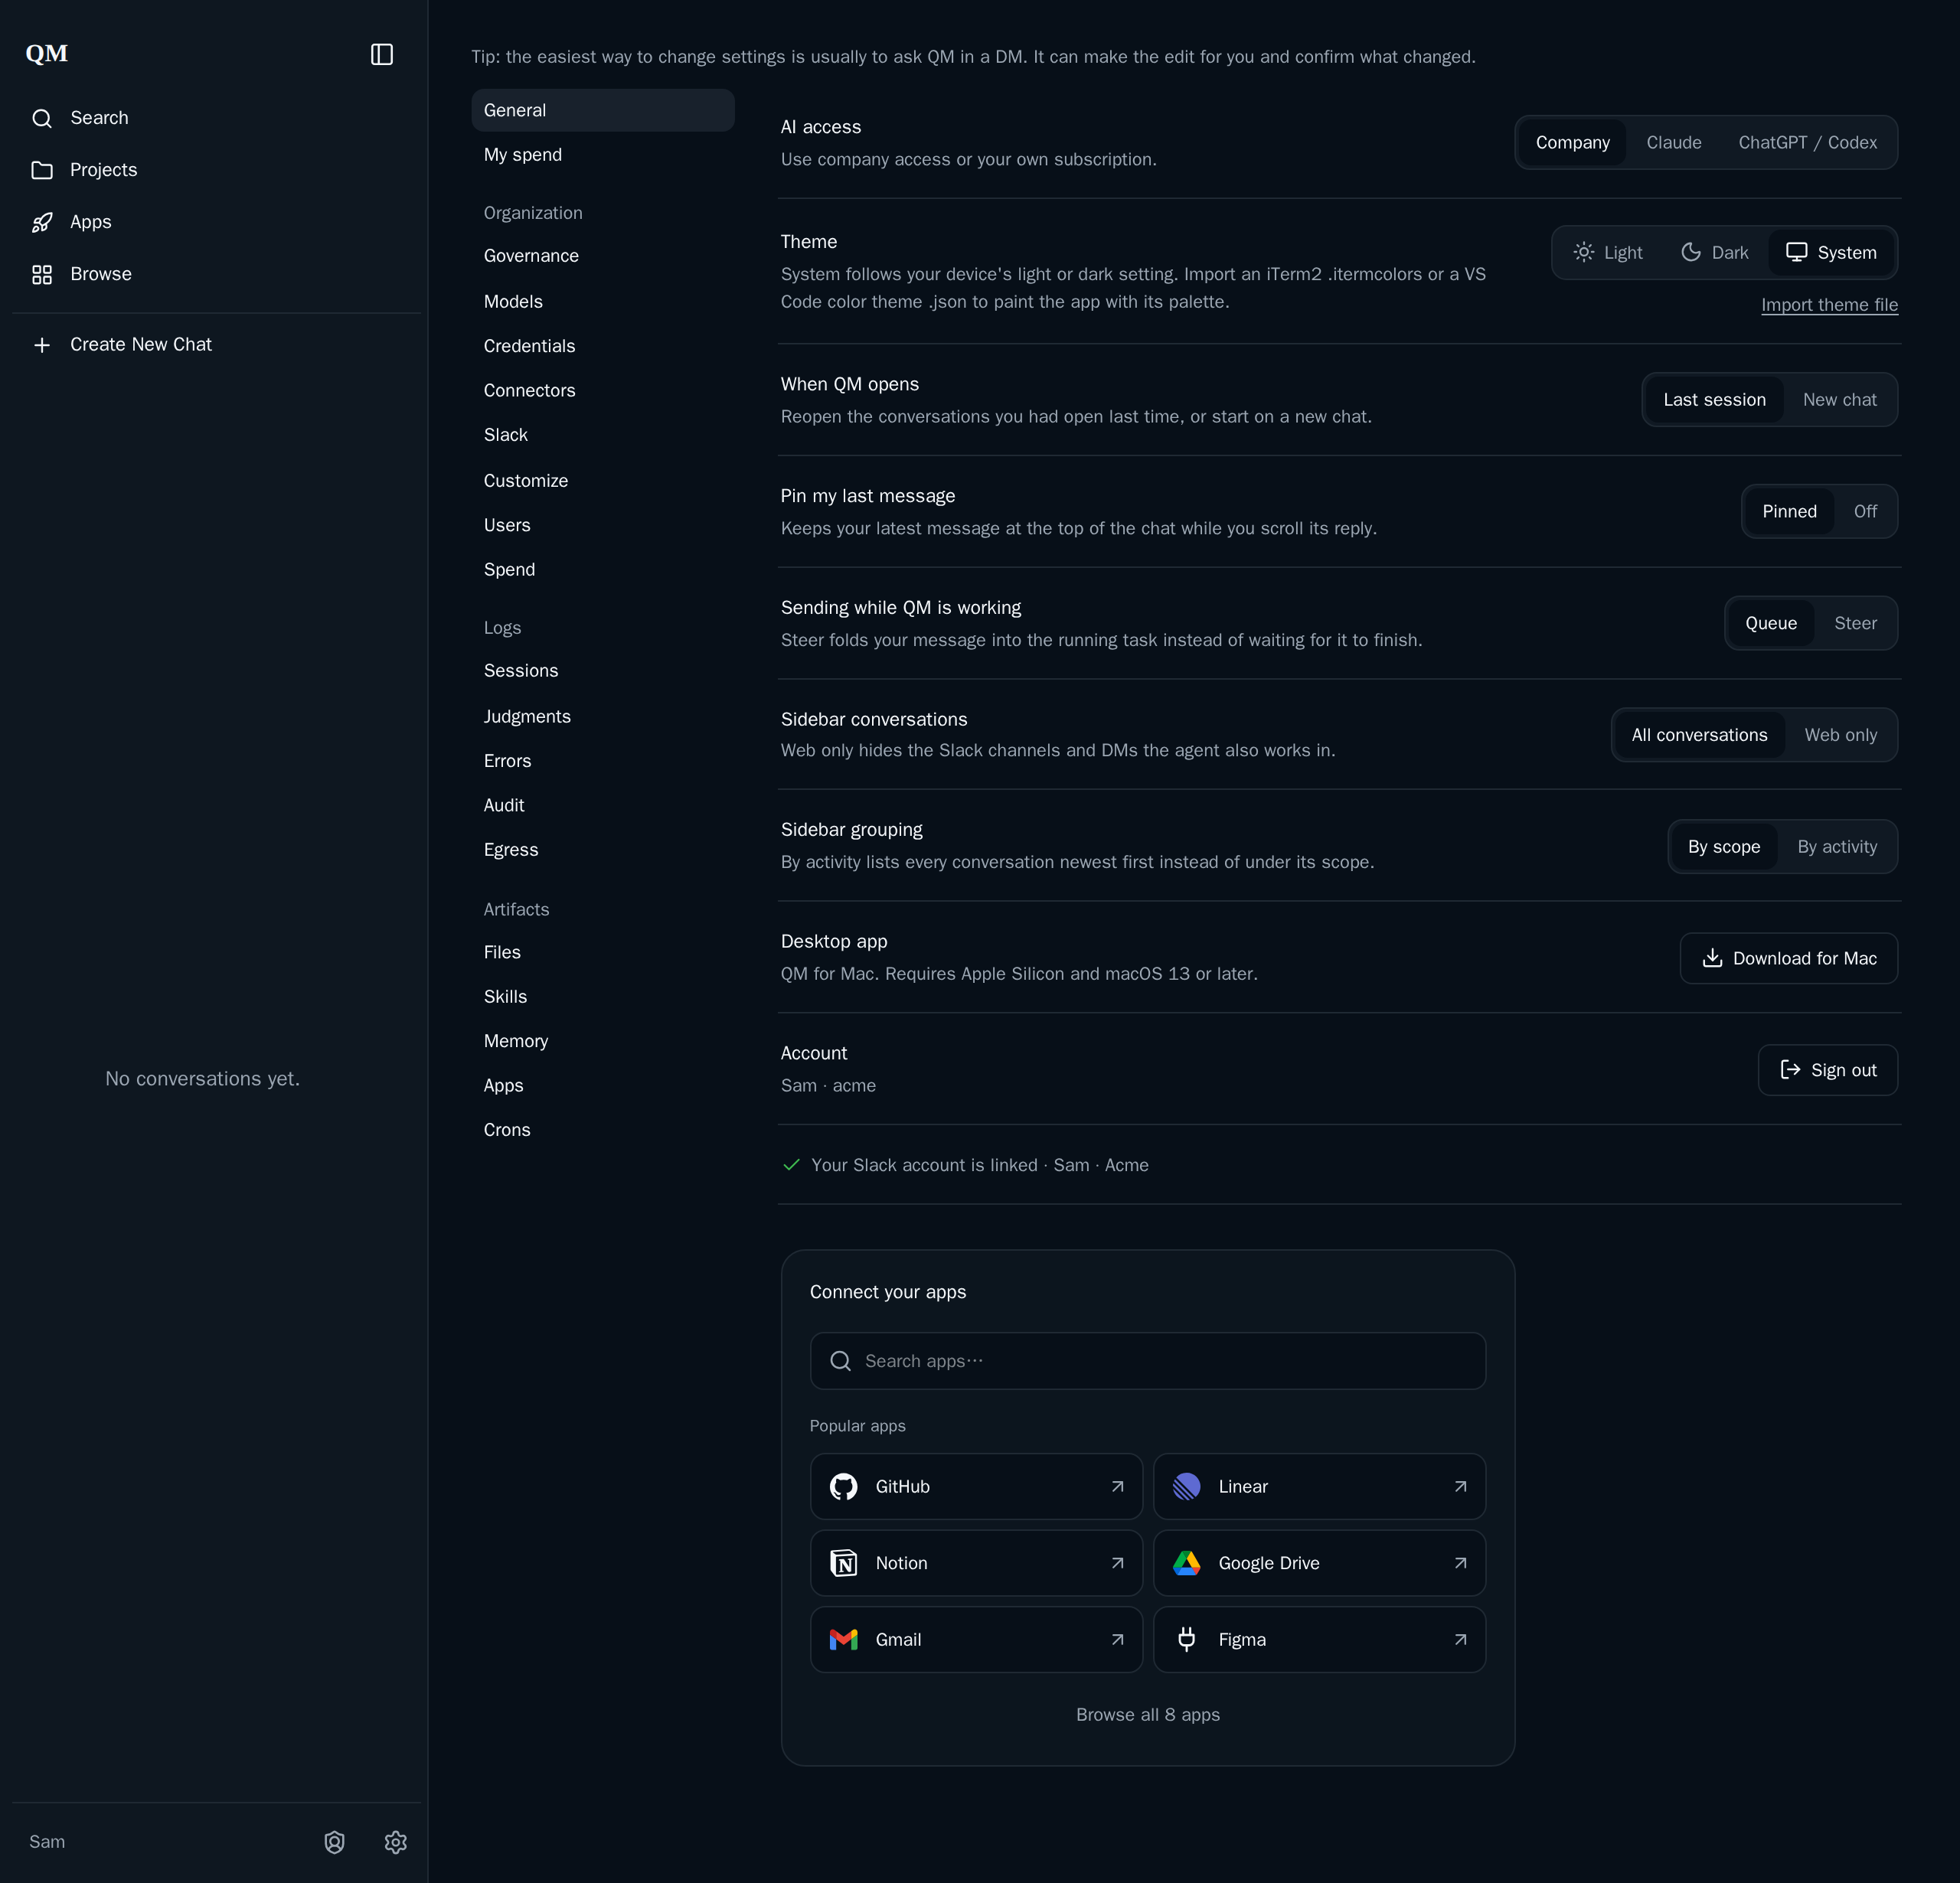 QM
Search
Projects
Apps
Browse
Create New Chat
No conversations yet.
Sam
Tip: the easiest way to change settings is usually to ask QM in a DM. It can make the edit for you and confirm what changed.
General
My spend
Organization
Governance
Models
Credentials
Connectors
Slack
Customize
Users
Spend
Logs
Sessions
Judgments
Errors
Audit
Egress
Artifacts
Files
Skills
Memory
Apps
Crons
AI access
Use company access or your own subscription.
Company Claude ChatGPT / Codex
Theme
System follows your device's light or dark setting. Import an iTerm2 .itermcolors or a VS
Code color theme .json to paint the app with its palette.
Light Dark System
Import theme file
When QM opens
Reopen the conversations you had open last time, or start on a new chat.
Last session New chat
Pin my last message
Keeps your latest message at the top of the chat while you scroll its reply.
Pinned Off
Sending while QM is working
Steer folds your message into the running task instead of waiting for it to finish.
Queue Steer
Sidebar conversations
Web only hides the Slack channels and DMs the agent also works in.
All conversations Web only
Sidebar grouping
By activity lists every conversation newest first instead of under its scope.
By scope By activity
Desktop app
QM for Mac. Requires Apple Silicon and macOS 13 or later.
Download for Mac
Account
Sam · acme
Sign out
Your Slack account is linked · Sam · Acme
Connect your apps
Search apps…
Popular apps
GitHub
Linear
Notion
Google Drive
Gmail
Figma
Browse all 8 apps